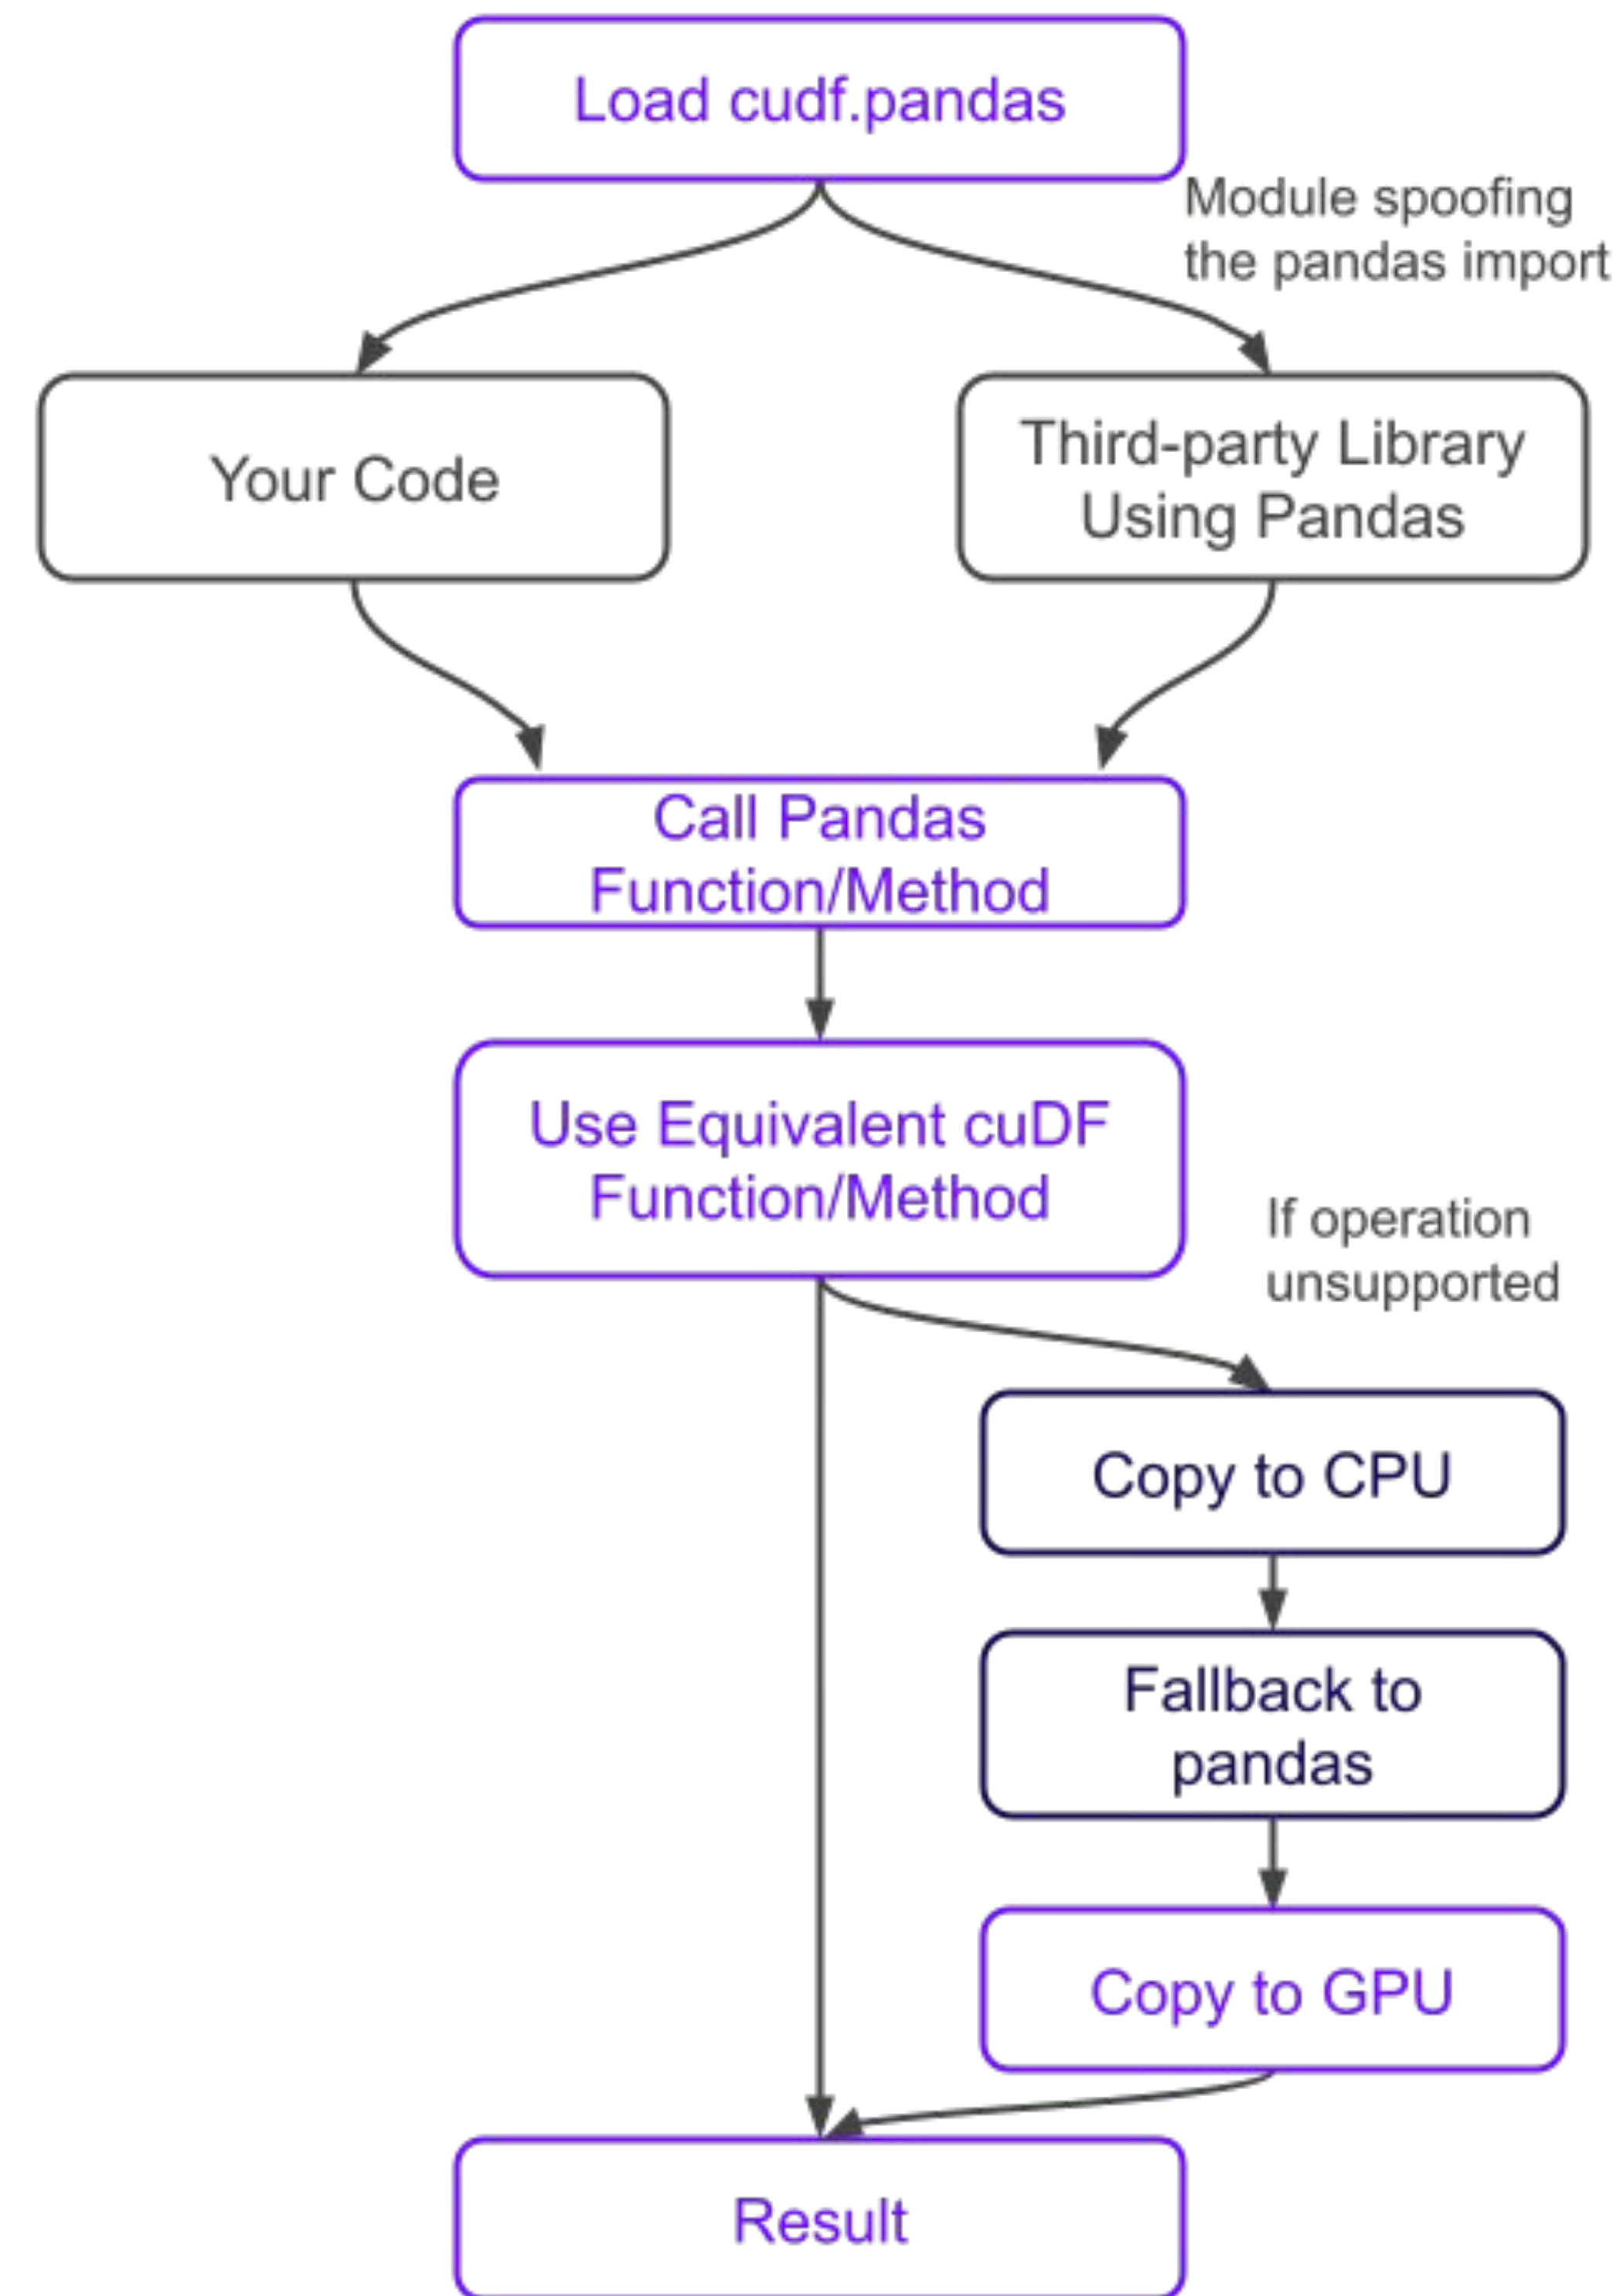 Load cudf.pandas
Module spoofing
the pandas import
Your Code
Third-party Library
Using Pandas
Call Pandas
Function/Method
Use Equivalent cuDF
Function/Method
If operation
unsupported
Copy to CPU
Fallback to
pandas
Copy to GPU
Result